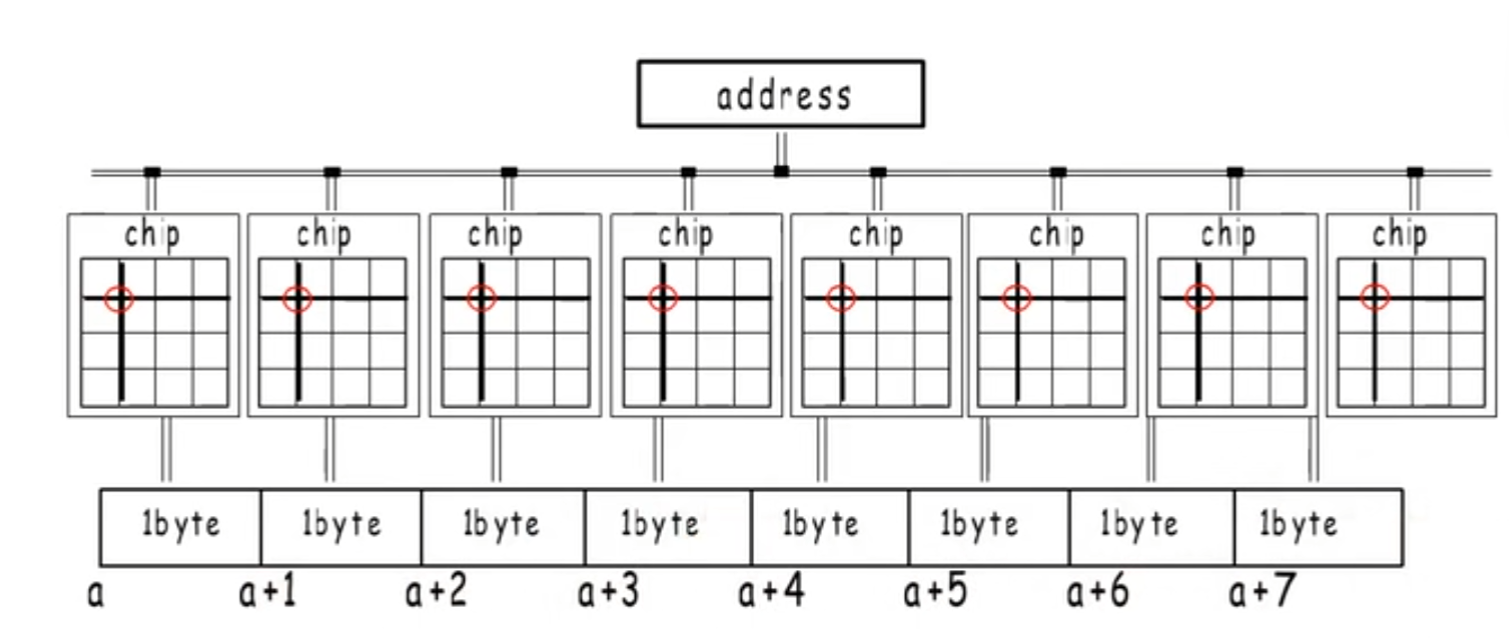 address
chip chip chip chip chip chip chip chip
1byte 1byte 1byte 1byte 1byte 1byte 1byte 1byte
a a+1 a+2 a+3 a+4 a+5 a+6 a+7